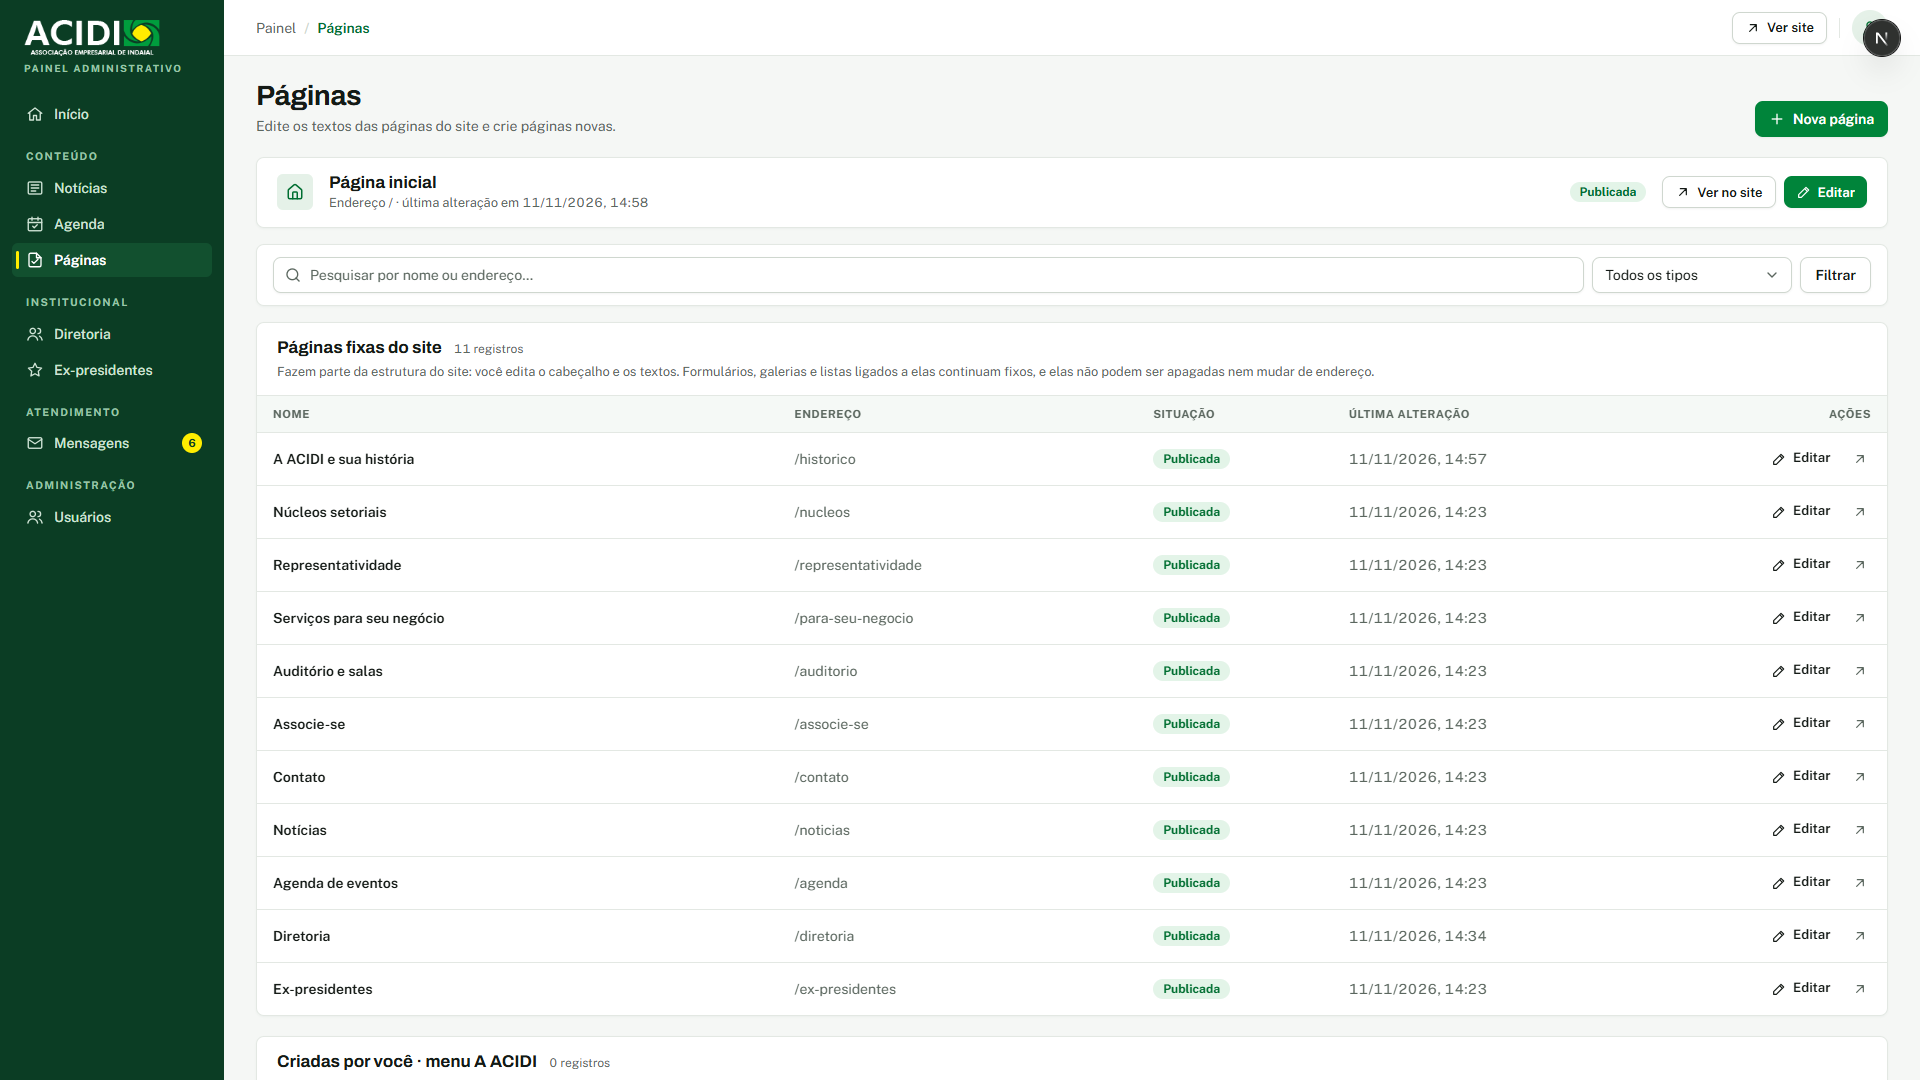 ACIDI
ASSOCIAÇÃO EMPRESARIAL DE INDAIAL
PAINEL ADMINISTRATIVO
Início
CONTEÚDO
Notícias
Agenda
Páginas
INSTITUCIONAL
Diretoria
Ex-presidentes
ATENDIMENTO
Mensagens 6
ADMINISTRAÇÃO
Usuários
Painel / Páginas
Ver site
N
Páginas
Edite os textos das páginas do site e crie páginas novas.
Nova página
Página inicial
Endereço / · última alteração em 11/11/2026, 14:58
Publicada
Ver no site
Editar
Pesquisar por nome ou endereço...
Todos os tipos
Filtrar
Páginas fixas do site 11 registros
Fazem parte da estrutura do site: você edita o cabeçalho e os textos. Formulários, galerias e listas ligados a elas continuam fixos, e elas não podem ser apagadas nem mudar de endereço.
NOME ENDEREÇO SITUAÇÃO ÚLTIMA ALTERAÇÃO AÇÕES
A ACIDI e sua história /historico Publicada 11/11/2026, 14:57 Editar
Núcleos setoriais /nucleos Publicada 11/11/2026, 14:23 Editar
Representatividade /representatividade Publicada 11/11/2026, 14:23 Editar
Serviços para seu negócio /para-seu-negocio Publicada 11/11/2026, 14:23 Editar
Auditório e salas /auditorio Publicada 11/11/2026, 14:23 Editar
Associe-se /associe-se Publicada 11/11/2026, 14:23 Editar
Contato /contato Publicada 11/11/2026, 14:23 Editar
Notícias /noticias Publicada 11/11/2026, 14:23 Editar
Agenda de eventos /agenda Publicada 11/11/2026, 14:23 Editar
Diretoria /diretoria Publicada 11/11/2026, 14:34 Editar
Ex-presidentes /ex-presidentes Publicada 11/11/2026, 14:23 Editar
Criadas por você · menu A ACIDI 0 registros